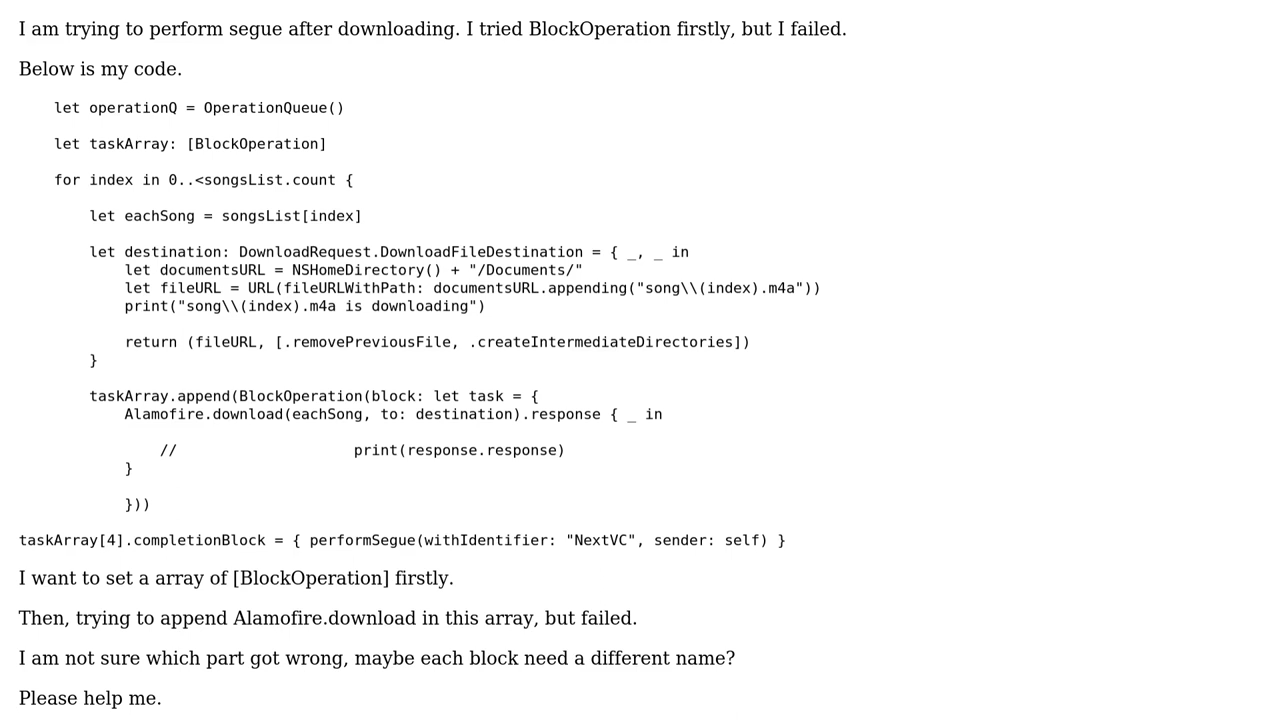 I am trying to perform segue after downloading. I tried BlockOperation firstly, but I failed.
Below is my code.
let operationQ = OperationQueue()
let taskArray: [BlockOperation]
for index in 0..<songsList.count {
let eachSong = songsList[index]
let destination: DownloadRequest.DownloadFileDestination = { _, _ in
let documentsURL = NSHomeDirectory() + "/Documents/"
let fileURL = URL(fileURLWithPath: documentsURL.appending("song\\(index).m4a"))
print("song\\(index).m4a is downloading")
return (fileURL, [.removePreviousFile, .createIntermediateDirectories])
}
taskArray.append(BlockOperation(block: let task = {
Alamofire.download(eachSong, to: destination).response { _ in
//                    print(response.response)
}
}))
taskArray[4].completionBlock = { performSegue(withIdentifier: "NextVC", sender: self) }
I want to set a array of [BlockOperation] firstly.
Then, trying to append Alamofire.download in this array, but failed.
I am not sure which part got wrong, maybe each block need a different name?
Please help me.